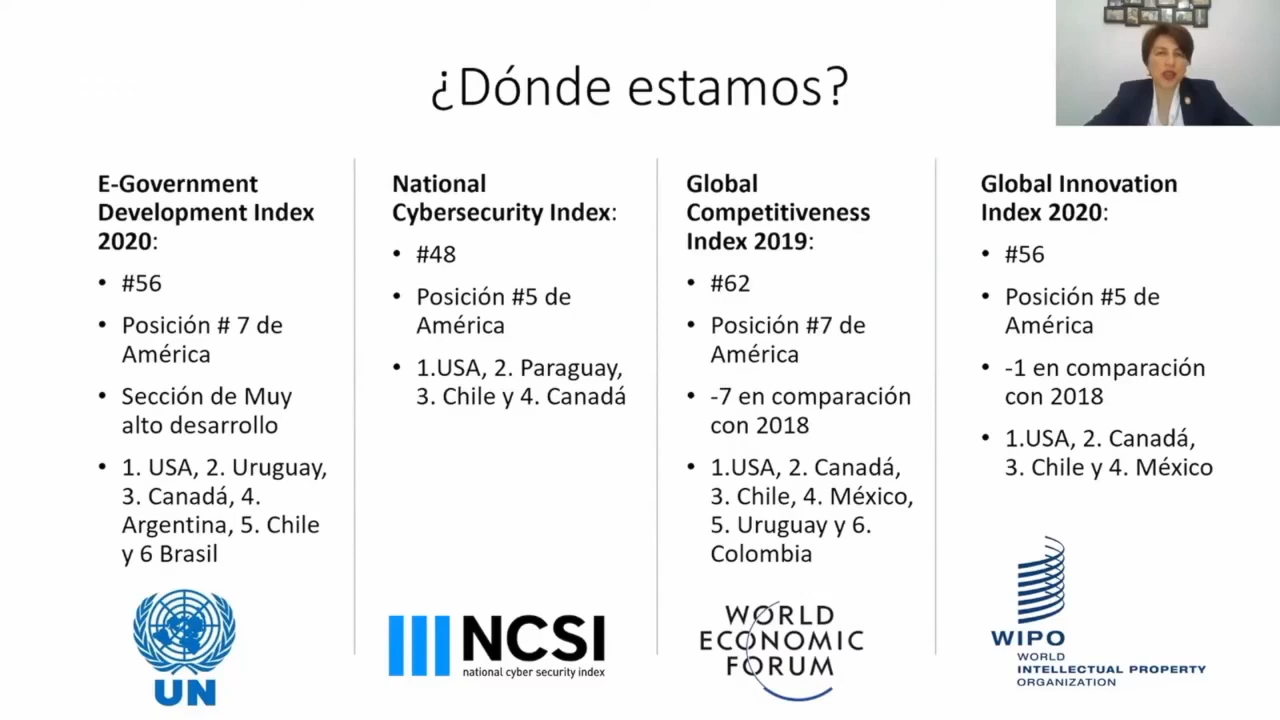 ¿Dónde estamos?
E-Government
Development Index
2020:
• #56
• Posición # 7 de
América
• Sección de Muy
alto desarrollo
• 1. USA, 2. Uruguay,
3. Canadá, 4.
Argentina, 5. Chile
y 6 Brasil
UN
National
Cybersecurity Index:
• #48
• Posición #5 de
América
• 1.USA, 2. Paraguay,
3. Chile y 4. Canadá
NCSI
national cyber security index
Global
Competitiveness
Index 2019:
• #62
• Posición #7 de
América
• -7 en comparación
con 2018
• 1.USA, 2. Canadá,
3. Chile, 4. México,
5. Uruguay y 6.
Colombia
WORLD
ECONOMIC
FORUM
Global Innovation
Index 2020:
• #56
• Posición #5 de
América
• -1 en comparación
con 2018
• 1.USA, 2. Canadá,
3. Chile y 4. México
WIPO
WORLD
INTELLECTUAL PROPERTY
ORGANIZATION